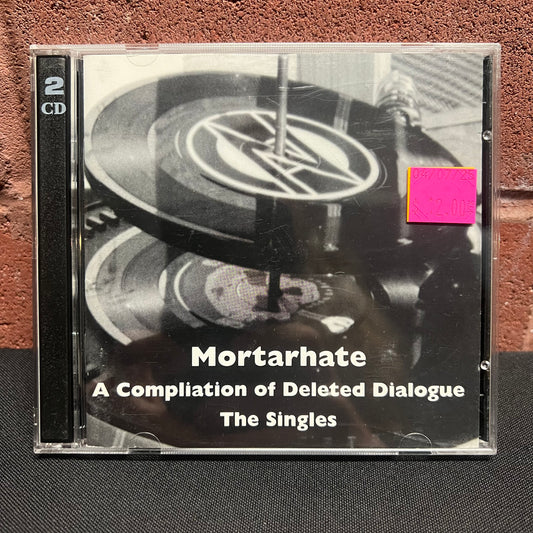 2
CD
Mortarhate
A Compliation of Deleted Dialogue
The Singles